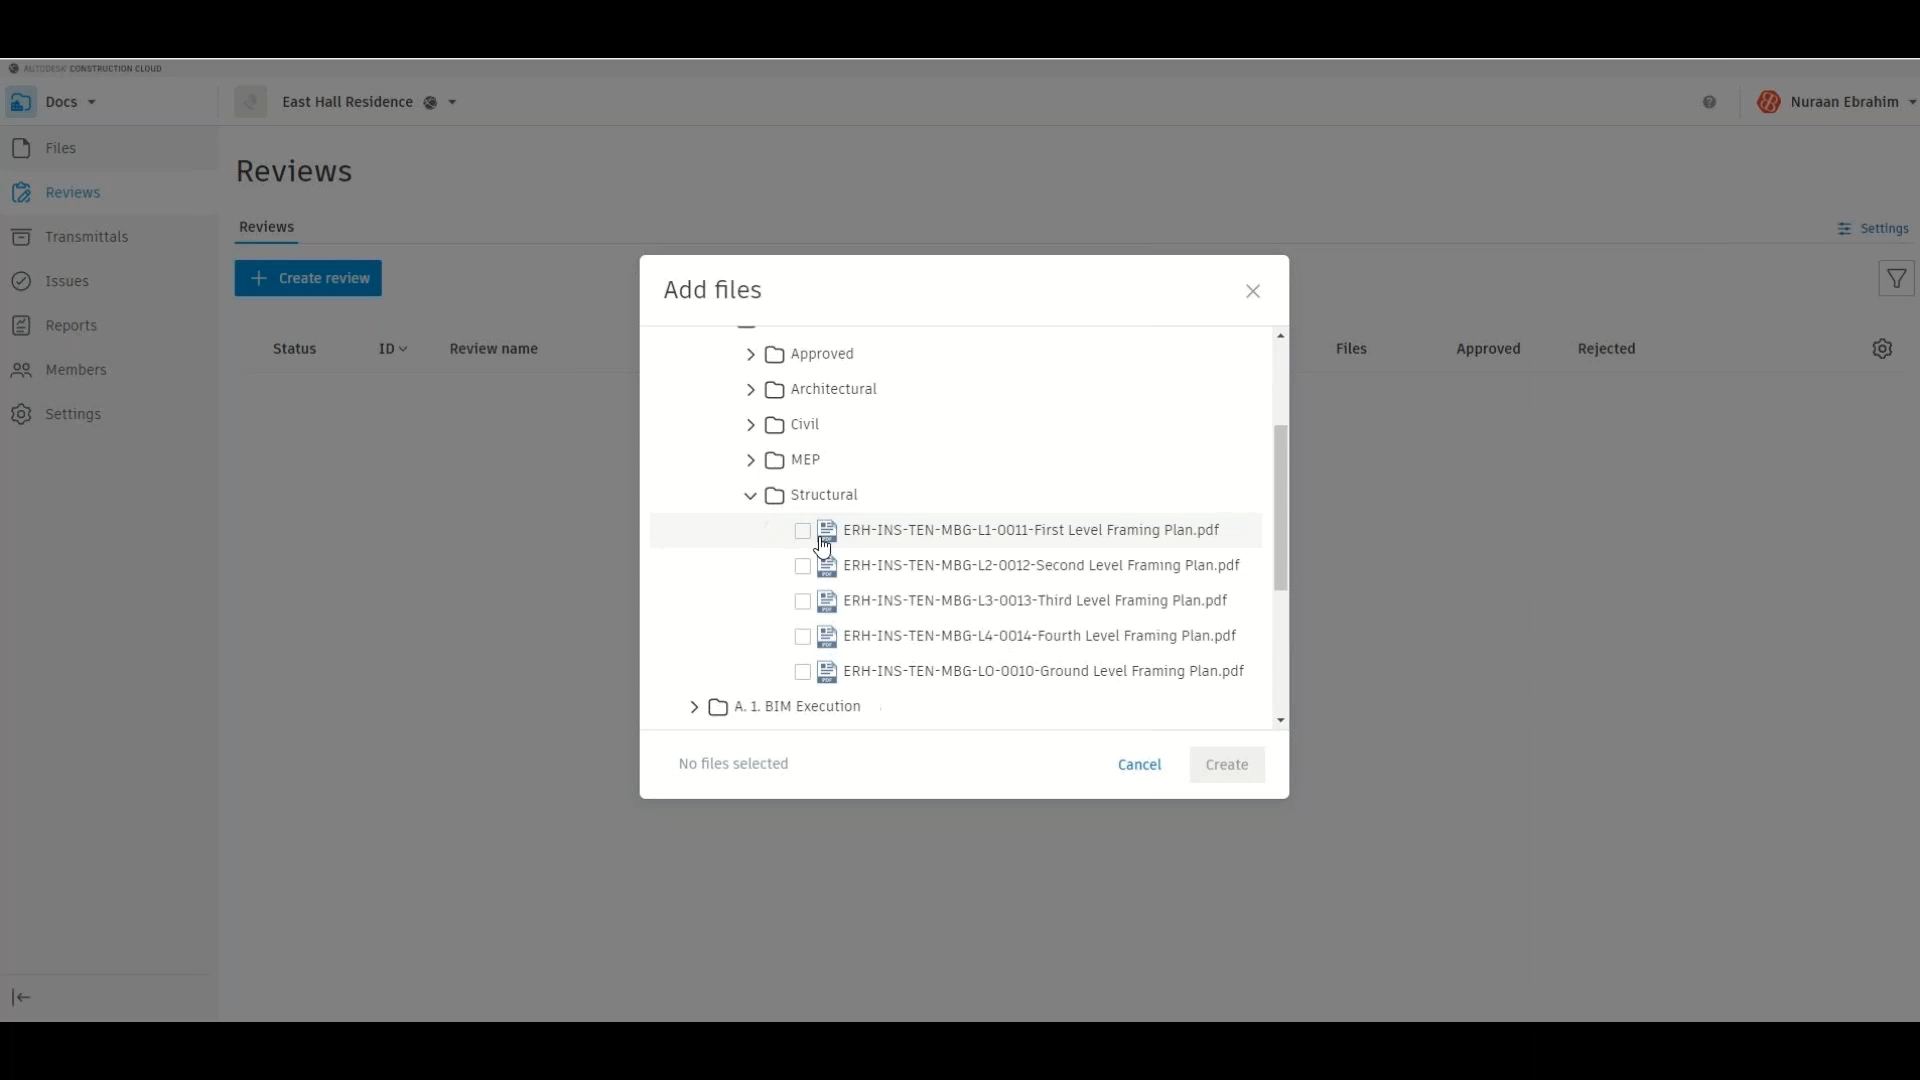 AUTODESK CONSTRUCTION CLOUD
Docs
East Hall Residence
Nuraan Ebrahim
Files
Reviews
Transmittals
Issues
Reports
Members
Settings
Reviews
Reviews
Settings
Create review
Status
ID
Review name
Files
Approved
Rejected
Add files
Approved
Architectural
Civil
MEP
Structural
ERH-INS-TEN-MBG-L1-0011-First Level Framing Plan.pdf
ERH-INS-TEN-MBG-L2-0012-Second Level Framing Plan.pdf
ERH-INS-TEN-MBG-L3-0013-Third Level Framing Plan.pdf
ERH-INS-TEN-MBG-L4-0014-Fourth Level Framing Plan.pdf
ERH-INS-TEN-MBG-LO-0010-Ground Level Framing Plan.pdf
A. 1. BIM Execution
No files selected
Cancel
Create